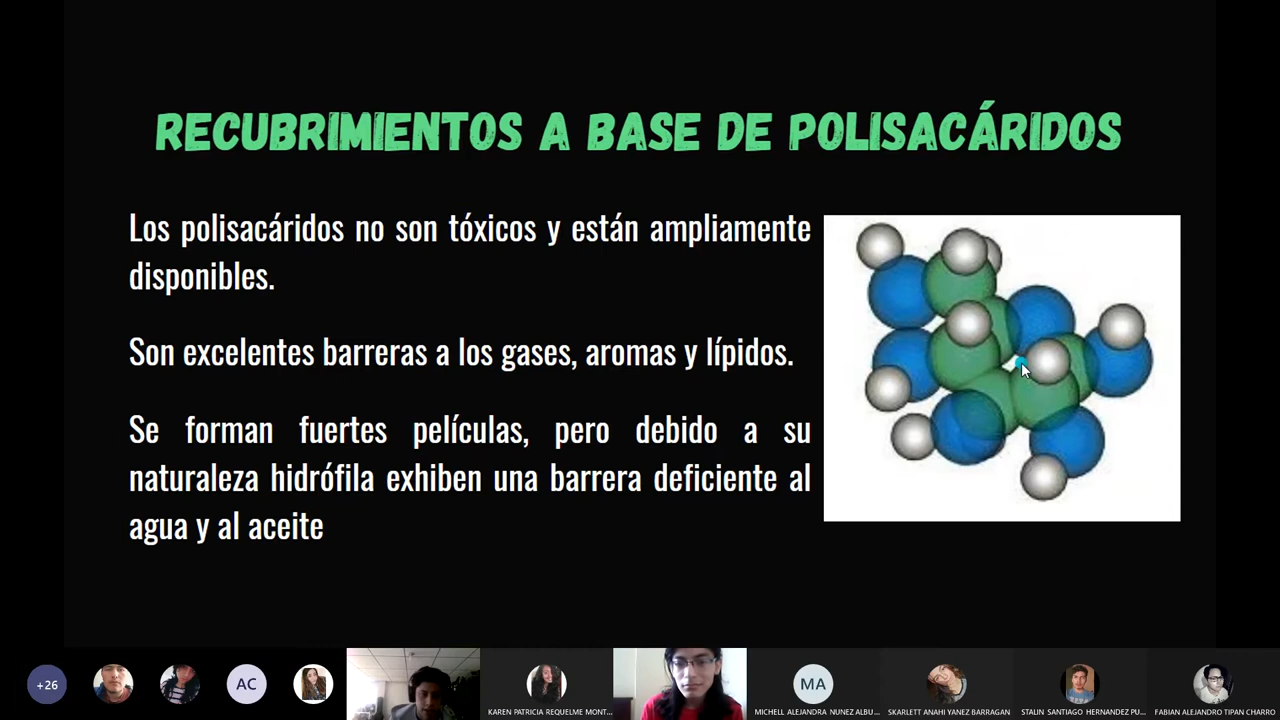 RECUBRIMIENTOS A BASE DE POLISACÁRIDOS
Los polisacáridos no son tóxicos y están ampliamente
disponibles.
Son excelentes barreras a los gases, aromas y lípidos.
Se forman fuertes películas, pero debido a su
naturaleza hidrófila exhiben una barrera deficiente al
agua y al aceite
+26
AC
MA
KAREN PATRICIA REQUELME MONT...
MICHELL ALEJANDRA NUNEZ ALBU...
SKARLETT ANAHI YANEZ BARRAGAN
STALIN SANTIAGO HERNANDEZ PU...
FABIAN ALEJANDRO TIPAN CHARRO